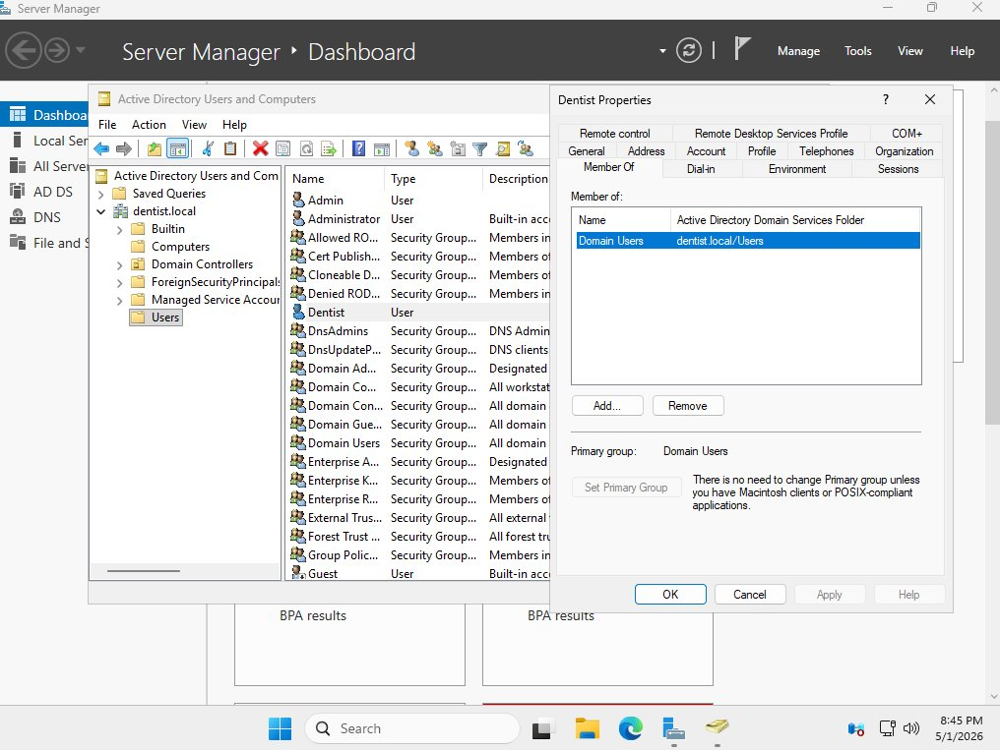 Server Manager
Server Manager ‣ Dashboard
Manage Tools View Help
Dashboa
Local Ser
All Server
AD DS
DNS
File and S
Active Directory Users and Computers
File Action View Help
Active Directory Users and Com
Saved Queries
dentist.local
Builtin
Computers
Domain Controllers
ForeignSecurityPrincipals
Managed Service Accour
Users
Name Type Description
Admin User
Administrator User Built-in acc
Allowed RO... Security Group... Members in
Cert Publish... Security Group... Members of
Cloneable D... Security Group... Members of
Denied ROD... Security Group... Members in
Dentist User
DnsAdmins Security Group... DNS Admin
DnsUpdateP... Security Group... DNS clients
Domain Ad... Security Group... Designated
Domain Co... Security Group... All workstat
Domain Con... Security Group... All domain
Domain Gue... Security Group... All domain
Domain Users Security Group... All domain
Enterprise A... Security Group... Designated
Enterprise K... Security Group... Members of
Enterprise R... Security Group... Members of
External Trus... Security Group... All external
Forest Trust ... Security Group... All forest tru
Group Polic... Security Group... Members in
Guest User Built-in acc
Dentist Properties
Remote control Remote Desktop Services Profile COM+
General Address Account Profile Telephones Organization
Member Of Dial-in Environment Sessions
Member of:
Name Active Directory Domain Services Folder
Domain Users dentist.local/Users
Add... Remove
Primary group: Domain Users
Set Primary Group
There is no need to change Primary group unless
you have Macintosh clients or POSIX-compliant
applications.
OK Cancel Apply Help
BPA results BPA results
Search
8:45 PM
5/1/2026